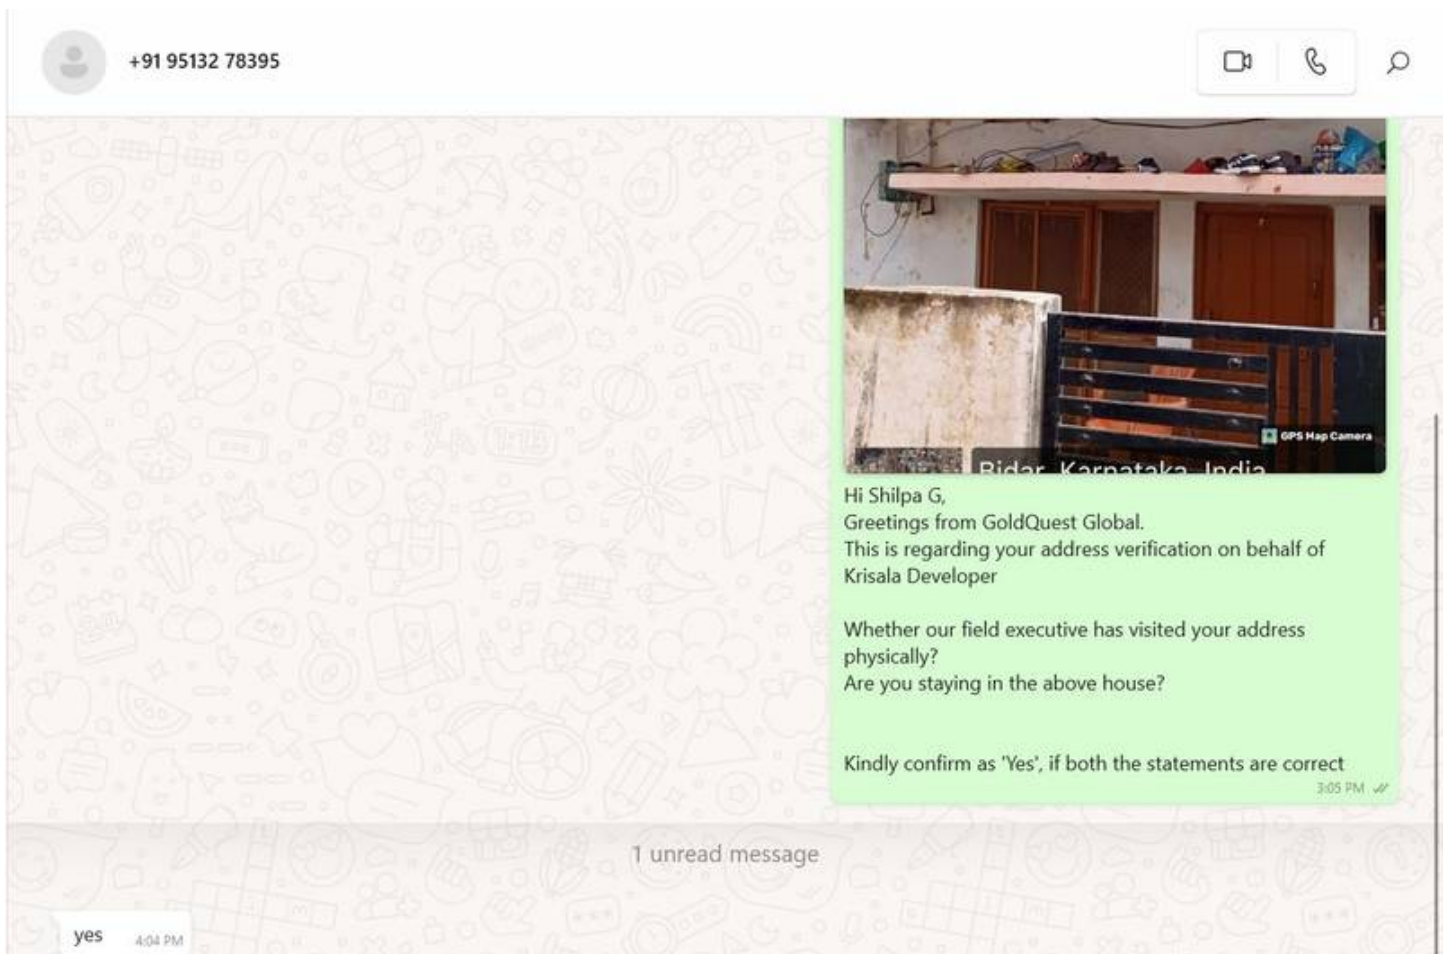 +91 95132 78395
GPS Map Camera
Bidar, Karnataka, India
Hi Shilpa G,
Greetings from GoldQuest Global.
This is regarding your address verification on behalf of
Krisala Developer
Whether our field executive has visited your address
physically?
Are you staying in the above house?
Kindly confirm as 'Yes', if both the statements are correct
3:05 PM
1 unread message
yes
4:04 PM